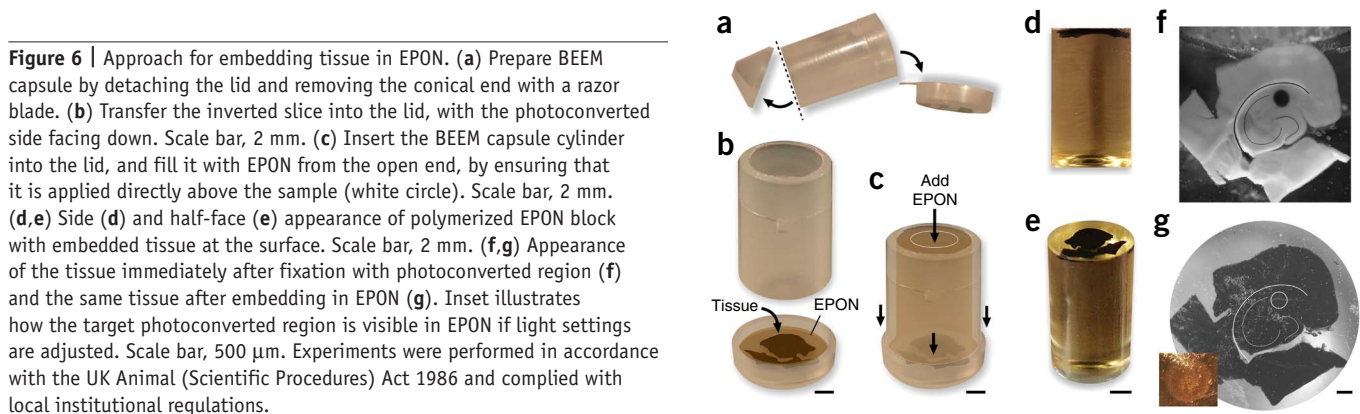 Figure 6 | Approach for embedding tissue in EPON. (a) Prepare BEEM
capsule by detaching the lid and removing the conical end with a razor
blade. (b) Transfer the inverted slice into the lid, with the photoconverted
side facing down. Scale bar, 2 mm. (c) Insert the BEEM capsule cylinder
into the lid, and fill it with EPON from the open end, by ensuring that
it is applied directly above the sample (white circle). Scale bar, 2 mm.
(d,e) Side (d) and half-face (e) appearance of polymerized EPON block
with embedded tissue at the surface. Scale bar, 2 mm. (f,g) Appearance
of the tissue immediately after fixation with photoconverted region (f)
and the same tissue after embedding in EPON (g). Inset illustrates
how the target photoconverted region is visible in EPON if light settings
are adjusted. Scale bar, 500 μm. Experiments were performed in accordance
with the UK Animal (Scientific Procedures) Act 1986 and complied with
local institutional regulations.
a
b
Tissue
EPON
c
Add
EPON
d
e
f
g